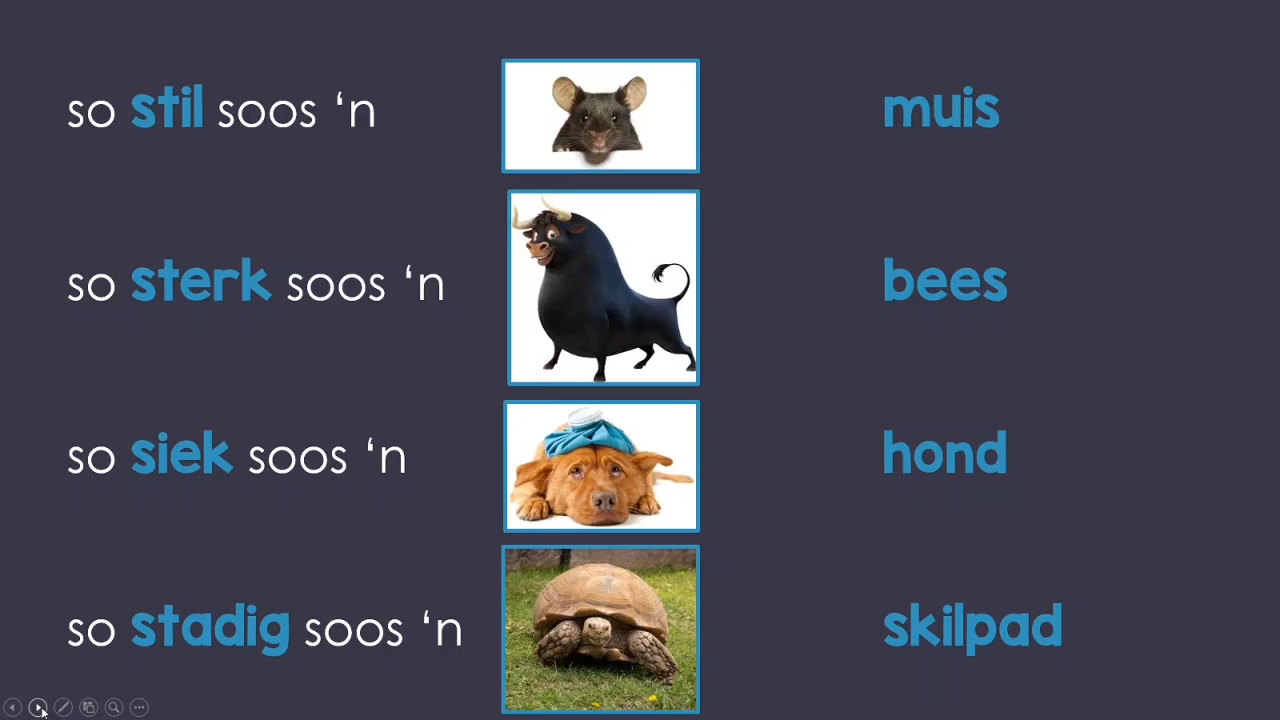 so stil soos ‘n muis
so sterk soos ‘n bees
so siek soos ‘n hond
so stadig soos ‘n skilpad